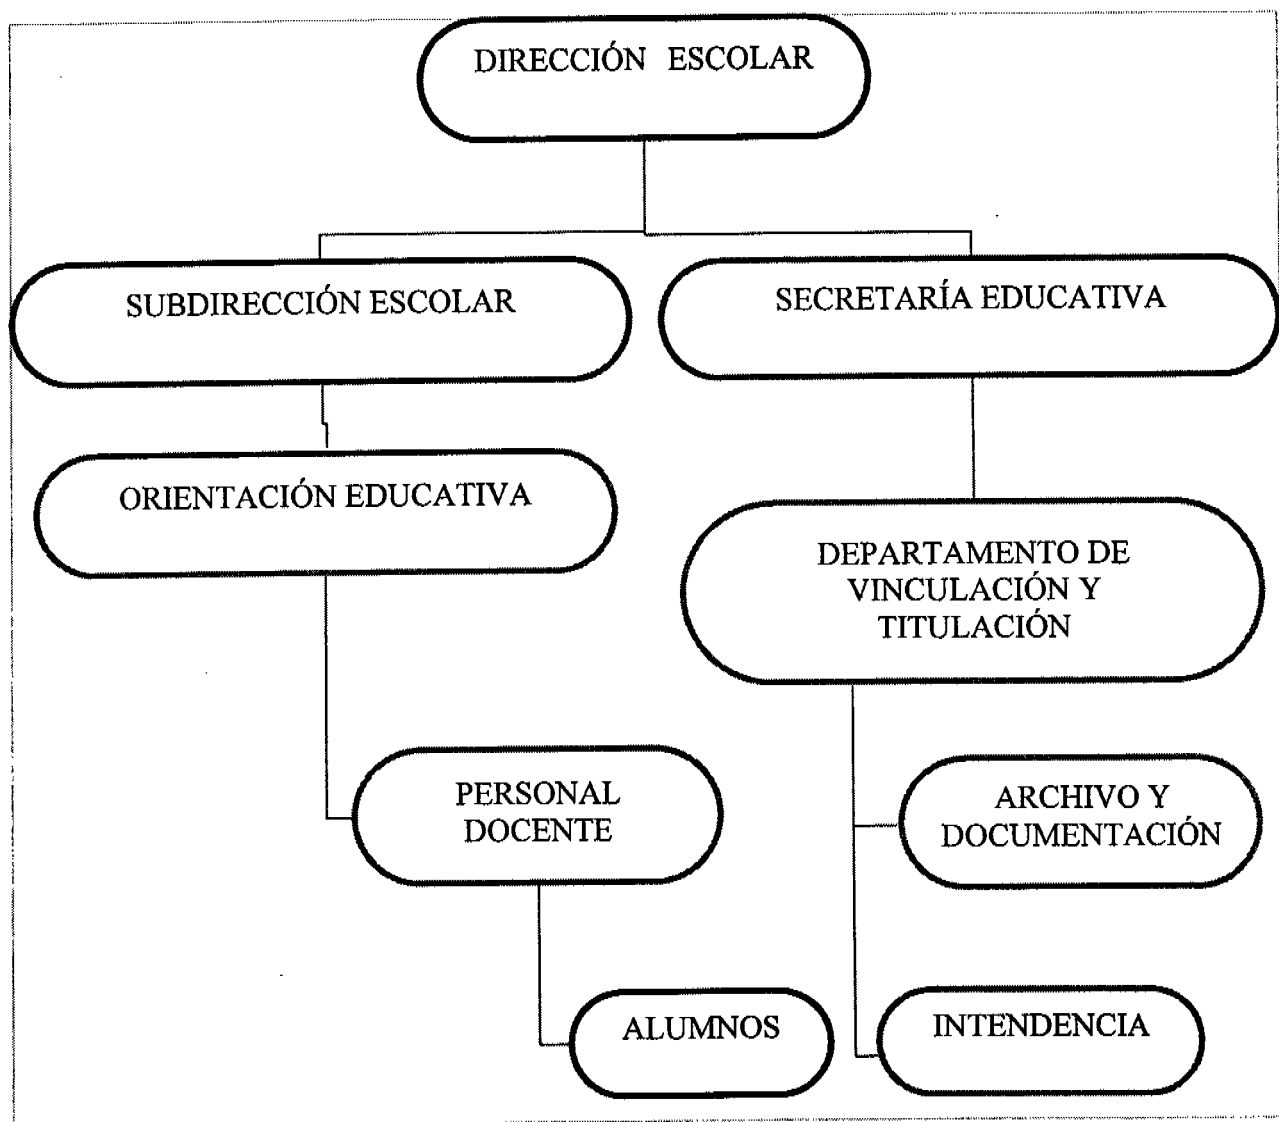 DIRECCIÓN ESCOLAR
SUBDIRECCIÓN ESCOLAR
SECRETARÍA EDUCATIVA
ORIENTACIÓN EDUCATIVA
DEPARTAMENTO DE
VINCULACIÓN Y
TITULACIÓN
PERSONAL
DOCENTE
ARCHIVO Y
DOCUMENTACIÓN
ALUMNOS
INTENDENCIA